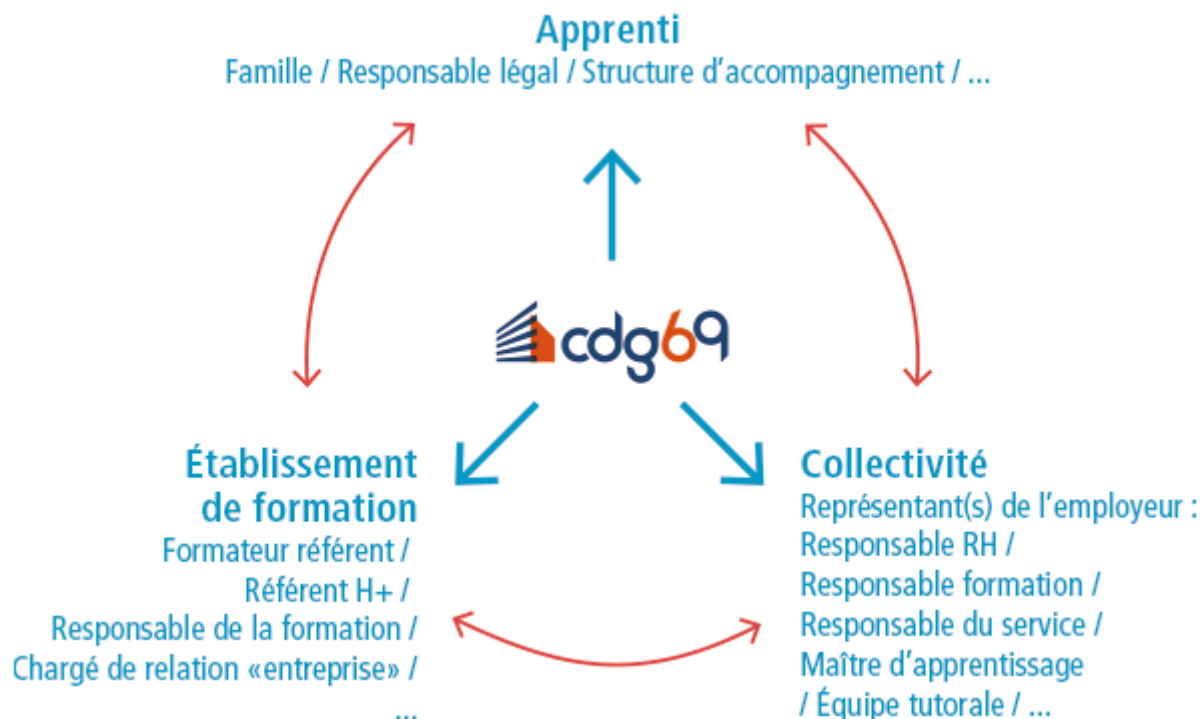 Apprenti
Famille / Responsable légal / Structure d'accompagnement / ...
cdg69
Établissement
de formation
Formateur référent /
Référent H+ /
Responsable de la formation /
Chargé de relation «entreprise» /
...
Collectivité
Représentant(s) de l'employeur :
Responsable RH /
Responsable formation /
Responsable du service /
Maître d'apprentissage
/ Équipe tutorale / ...